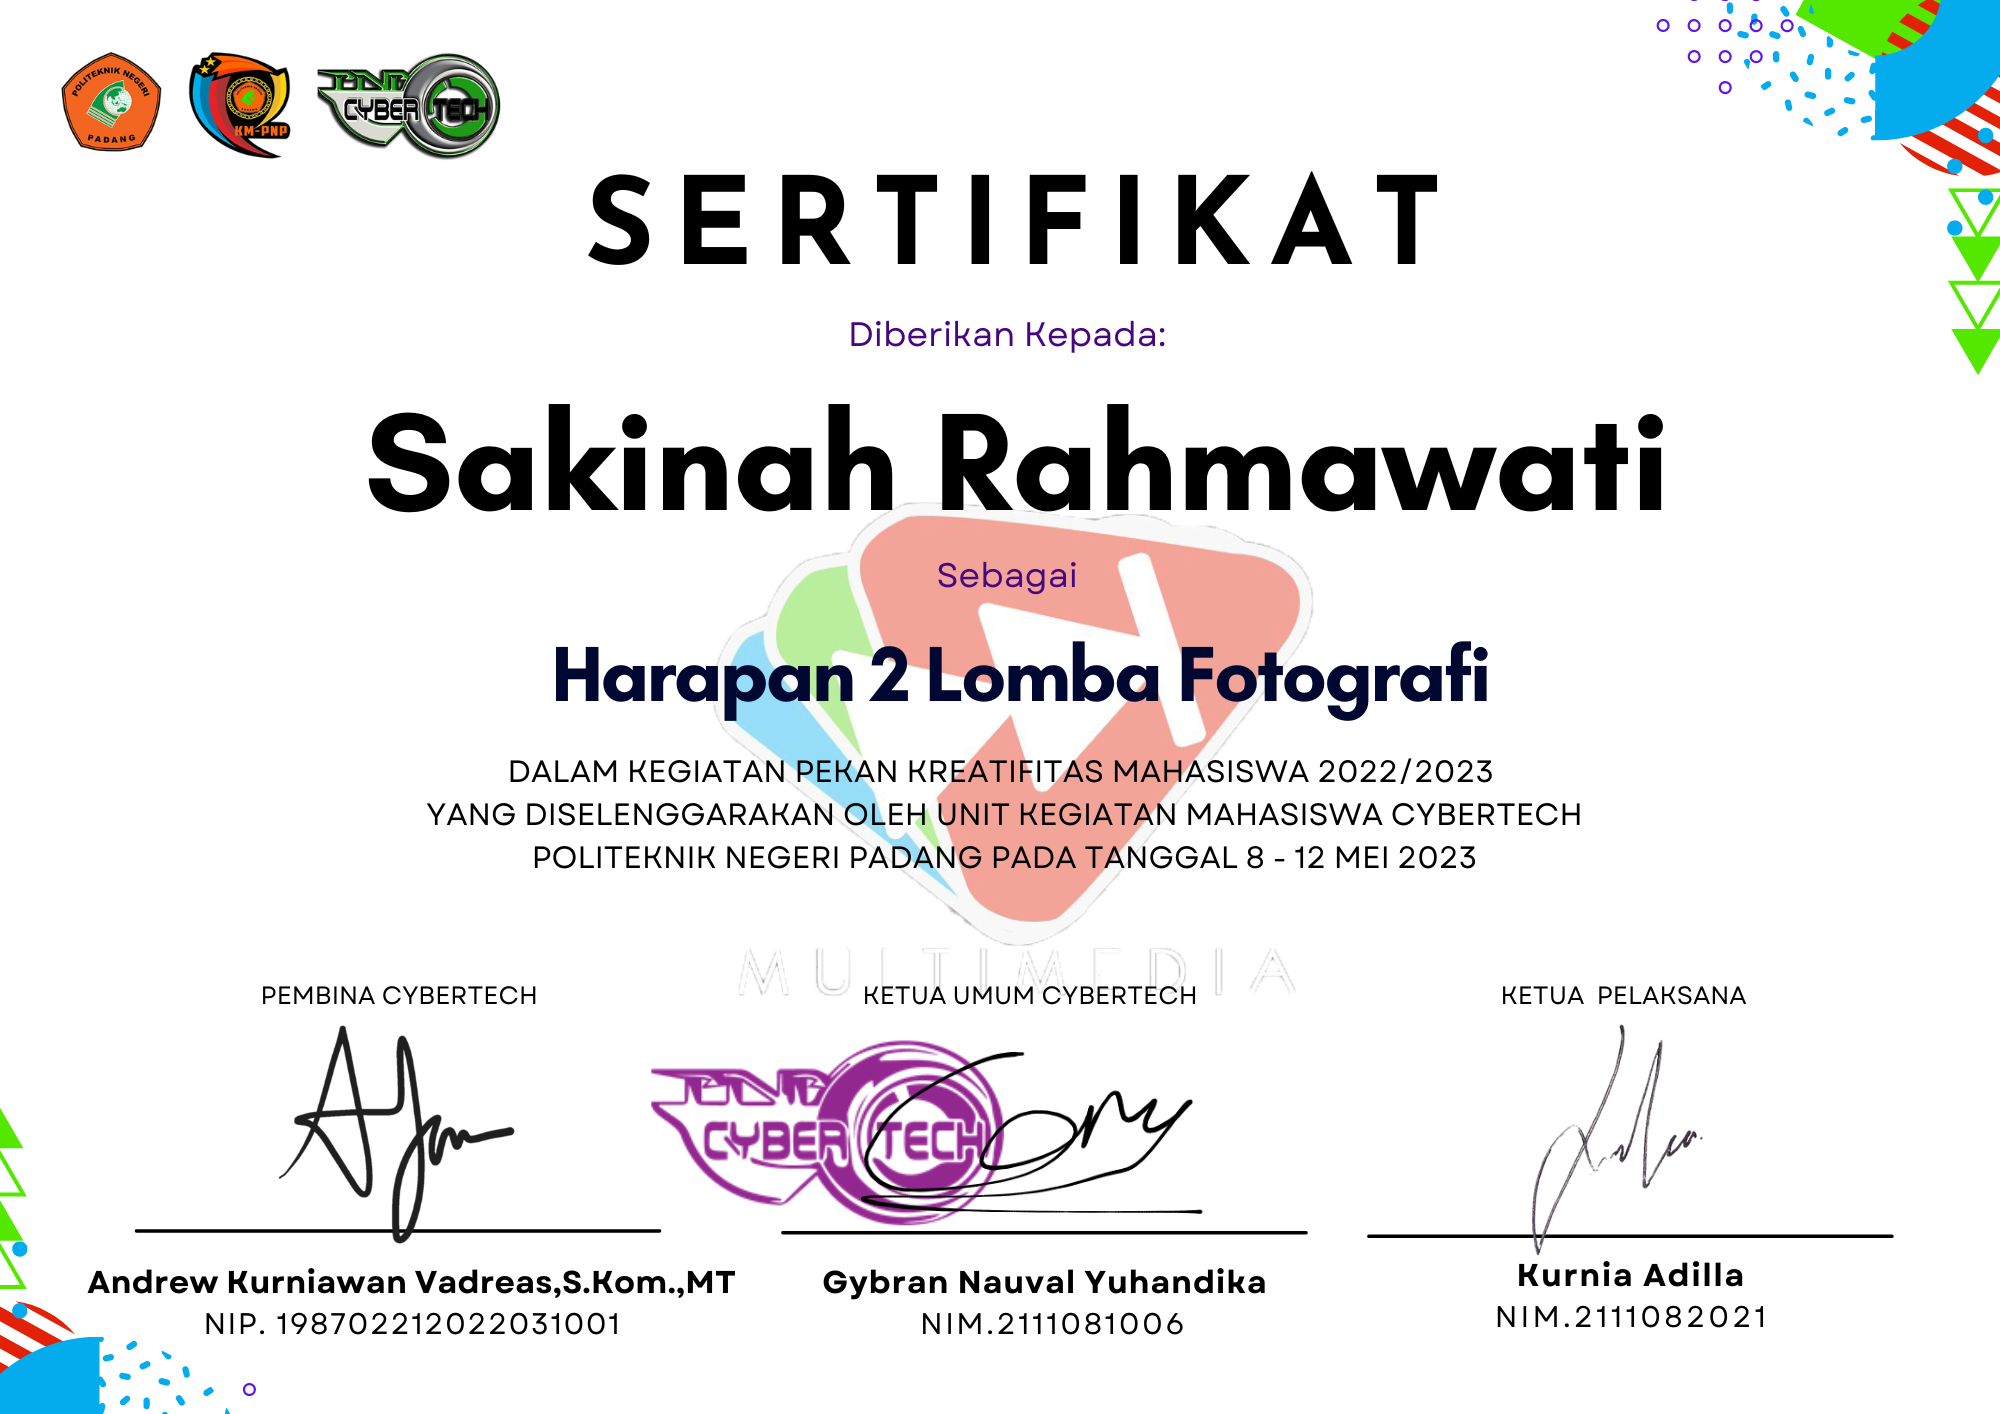 POLITEKNIK NEGERI
PADANG
KM-PNP
PNP
CYBER TECH
SERTIFIKAT
Diberikan Kepada:
Sakinah Rahmawati
Sebagai
Harapan 2 Lomba Fotografi
DALAM KEGIATAN PEKAN KREATIFITAS MAHASISWA 2022/2023
YANG DISELENGGARAKAN OLEH UNIT KEGIATAN MAHASISWA CYBERTECH
POLITEKNIK NEGERI PADANG PADA TANGGAL 8 - 12 MEI 2023
MULTIMEDIA
PEMBINA CYBERTECH
KETUA UMUM CYBERTECH
KETUA PELAKSANA
PNP
CYBER TECH
Andrew Kurniawan Vadreas,S.Kom.,MT
NIP. 198702212022031001
Gybran Nauval Yuhandika
NIM.2111081006
Kurnia Adilla
NIM.2111082021